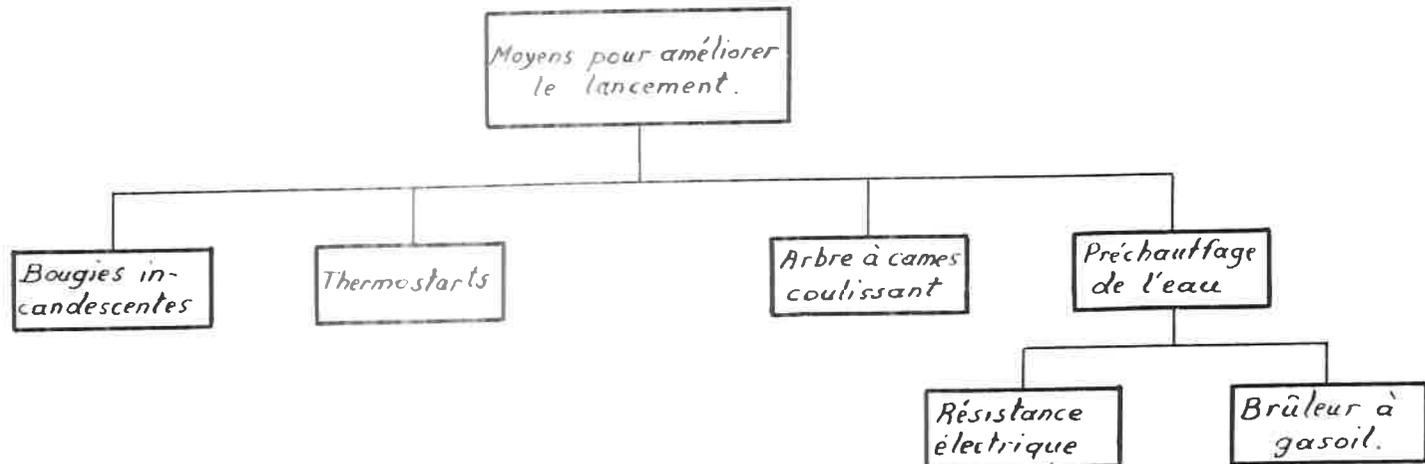 Moyens pour améliorer
le lancement.
Bougies in-
candescentes
Thermostarts
Arbre à cames
coulissant
Préchauffage
de l'eau
Résistance
électrique
Brûleur à
gasoil.